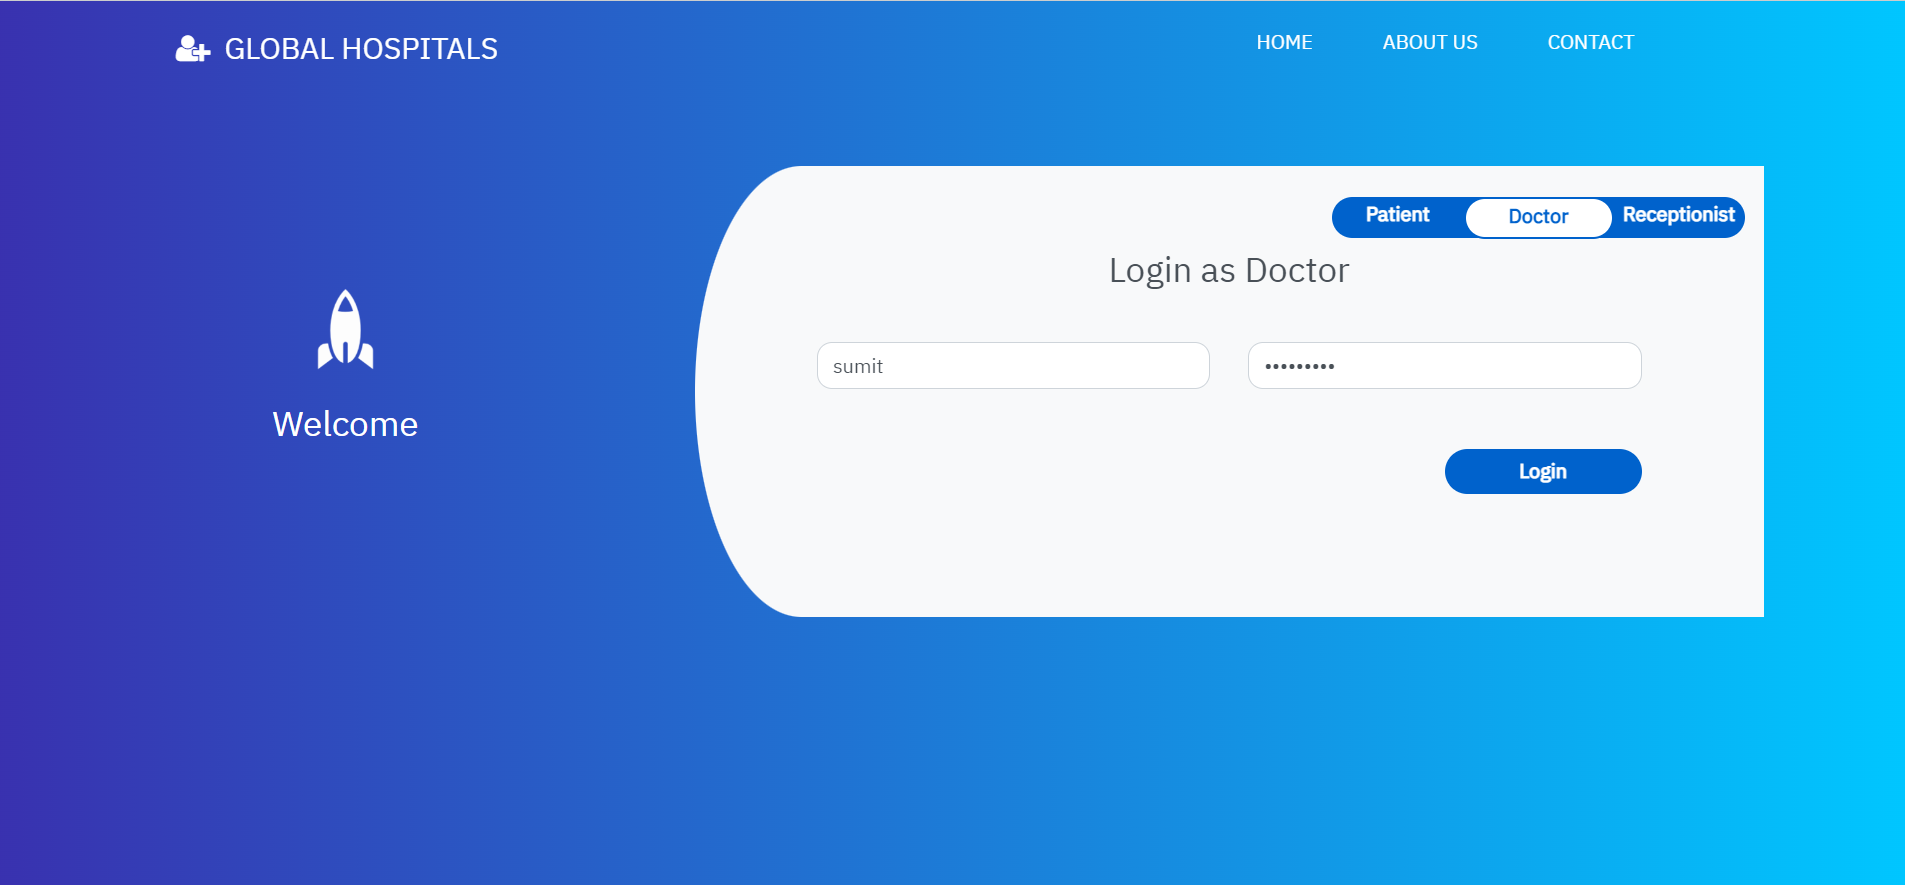 GLOBAL HOSPITALS
HOME ABOUT US CONTACT
Patient Doctor Receptionist
Login as Doctor
sumit •••••••••
Login
Welcome